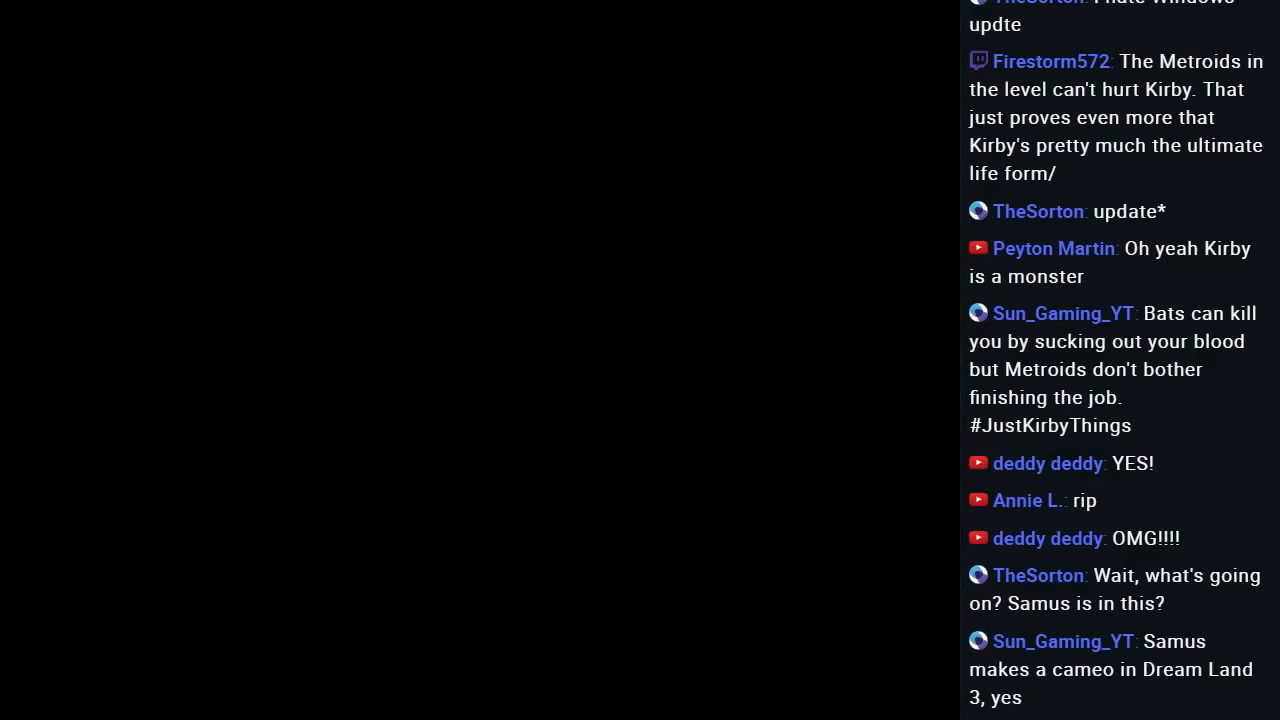 TheSorton: I hate Windows
updte
Firestorm572: The Metroids in
the level can't hurt Kirby. That
just proves even more that
Kirby's pretty much the ultimate
life form/
TheSorton: update*
Peyton Martin: Oh yeah Kirby
is a monster
Sun_Gaming_YT: Bats can kill
you by sucking out your blood
but Metroids don't bother
finishing the job.
#JustKirbyThings
deddy deddy: YES!
Annie L.: rip
deddy deddy: OMG!!!!
TheSorton: Wait, what's going
on? Samus is in this?
Sun_Gaming_YT: Samus
makes a cameo in Dream Land
3, yes